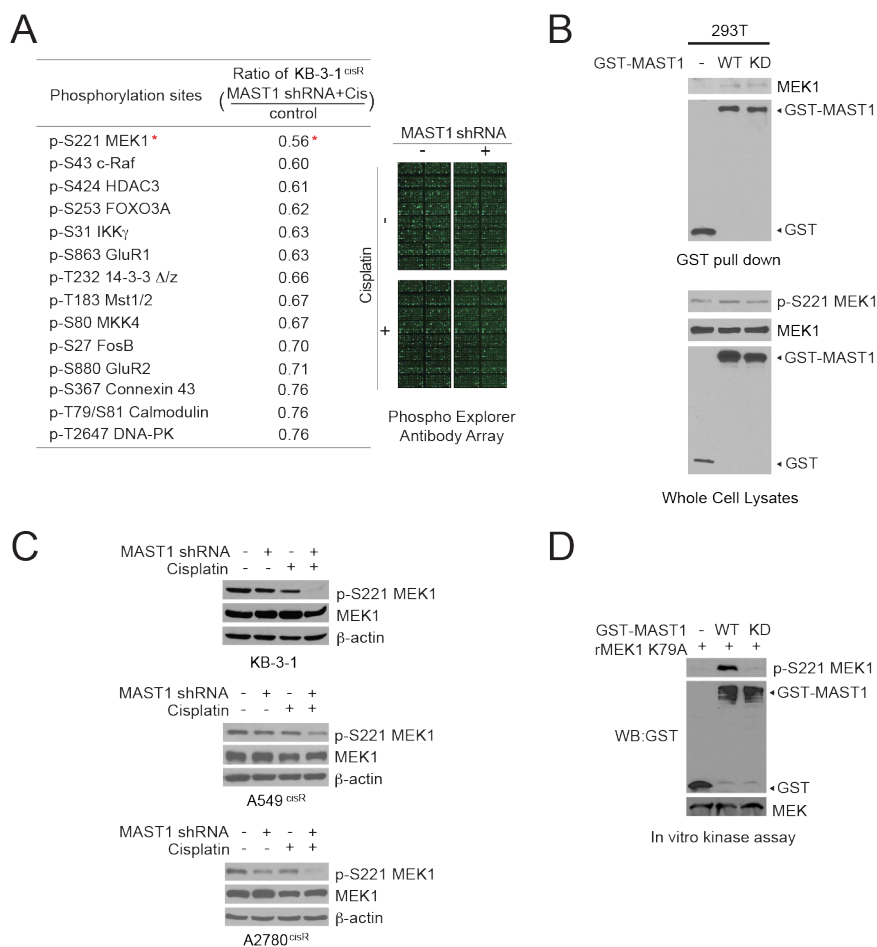 A
Phosphorylation sites
Ratio of KB-3-1 cisR
( MAST1 shRNA+Cis )
control
p-S221 MEK1* 0.56*
p-S43 c-Raf 0.60
p-S424 HDAC3 0.61
p-S253 FOXO3A 0.62
p-S31 IKKγ 0.63
p-S863 GluR1 0.63
p-T232 14-3-3 Δ/z 0.66
p-T183 Mst1/2 0.67
p-S80 MKK4 0.67
p-S27 FosB 0.70
p-S880 GluR2 0.71
p-S367 Connexin 43 0.76
p-T79/S81 Calmodulin 0.76
p-T2647 DNA-PK 0.76
MAST1 shRNA
- +
Cisplatin
-
+
Phospho Explorer
Antibody Array
B
293T
GST-MAST1 - WT KD
MEK1
◂GST-MAST1
◂GST
GST pull down
p-S221 MEK1
MEK1
◂GST-MAST1
◂GST
Whole Cell Lysates
C
MAST1 shRNA - + - +
Cisplatin - - + +
p-S221 MEK1
MEK1
β-actin
KB-3-1
MAST1 shRNA - + - +
Cisplatin - - + +
p-S221 MEK1
MEK1
β-actin
A549 cisR
MAST1 shRNA - + - +
Cisplatin - - + +
p-S221 MEK1
MEK1
β-actin
A2780 cisR
D
GST-MAST1 - WT KD
rMEK1 K79A + + +
p-S221 MEK1
◂GST-MAST1
WB:GST
◂GST
MEK
In vitro kinase assay